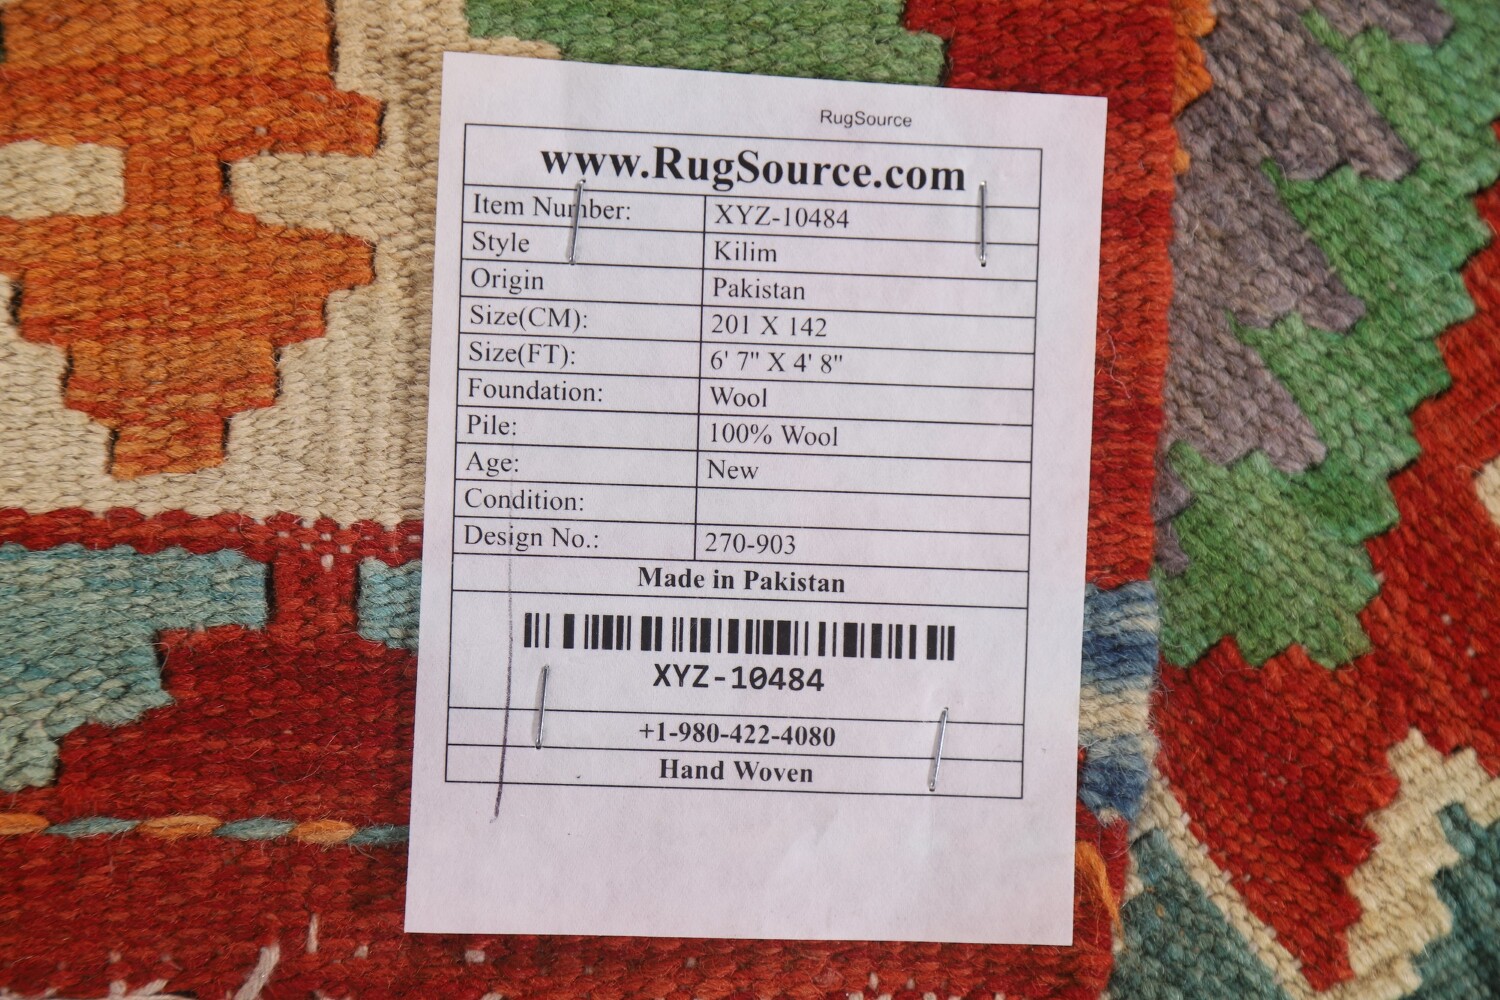 RugSource
www.RugSource.com
Item Number: XYZ-10484
Style Kilim
Origin Pakistan
Size(CM): 201 X 142
Size(FT): 6' 7" X 4' 8"
Foundation: Wool
Pile: 100% Wool
Age: New
Condition:
Design No.: 270-903
Made in Pakistan
XYZ-10484
+1-980-422-4080
Hand Woven